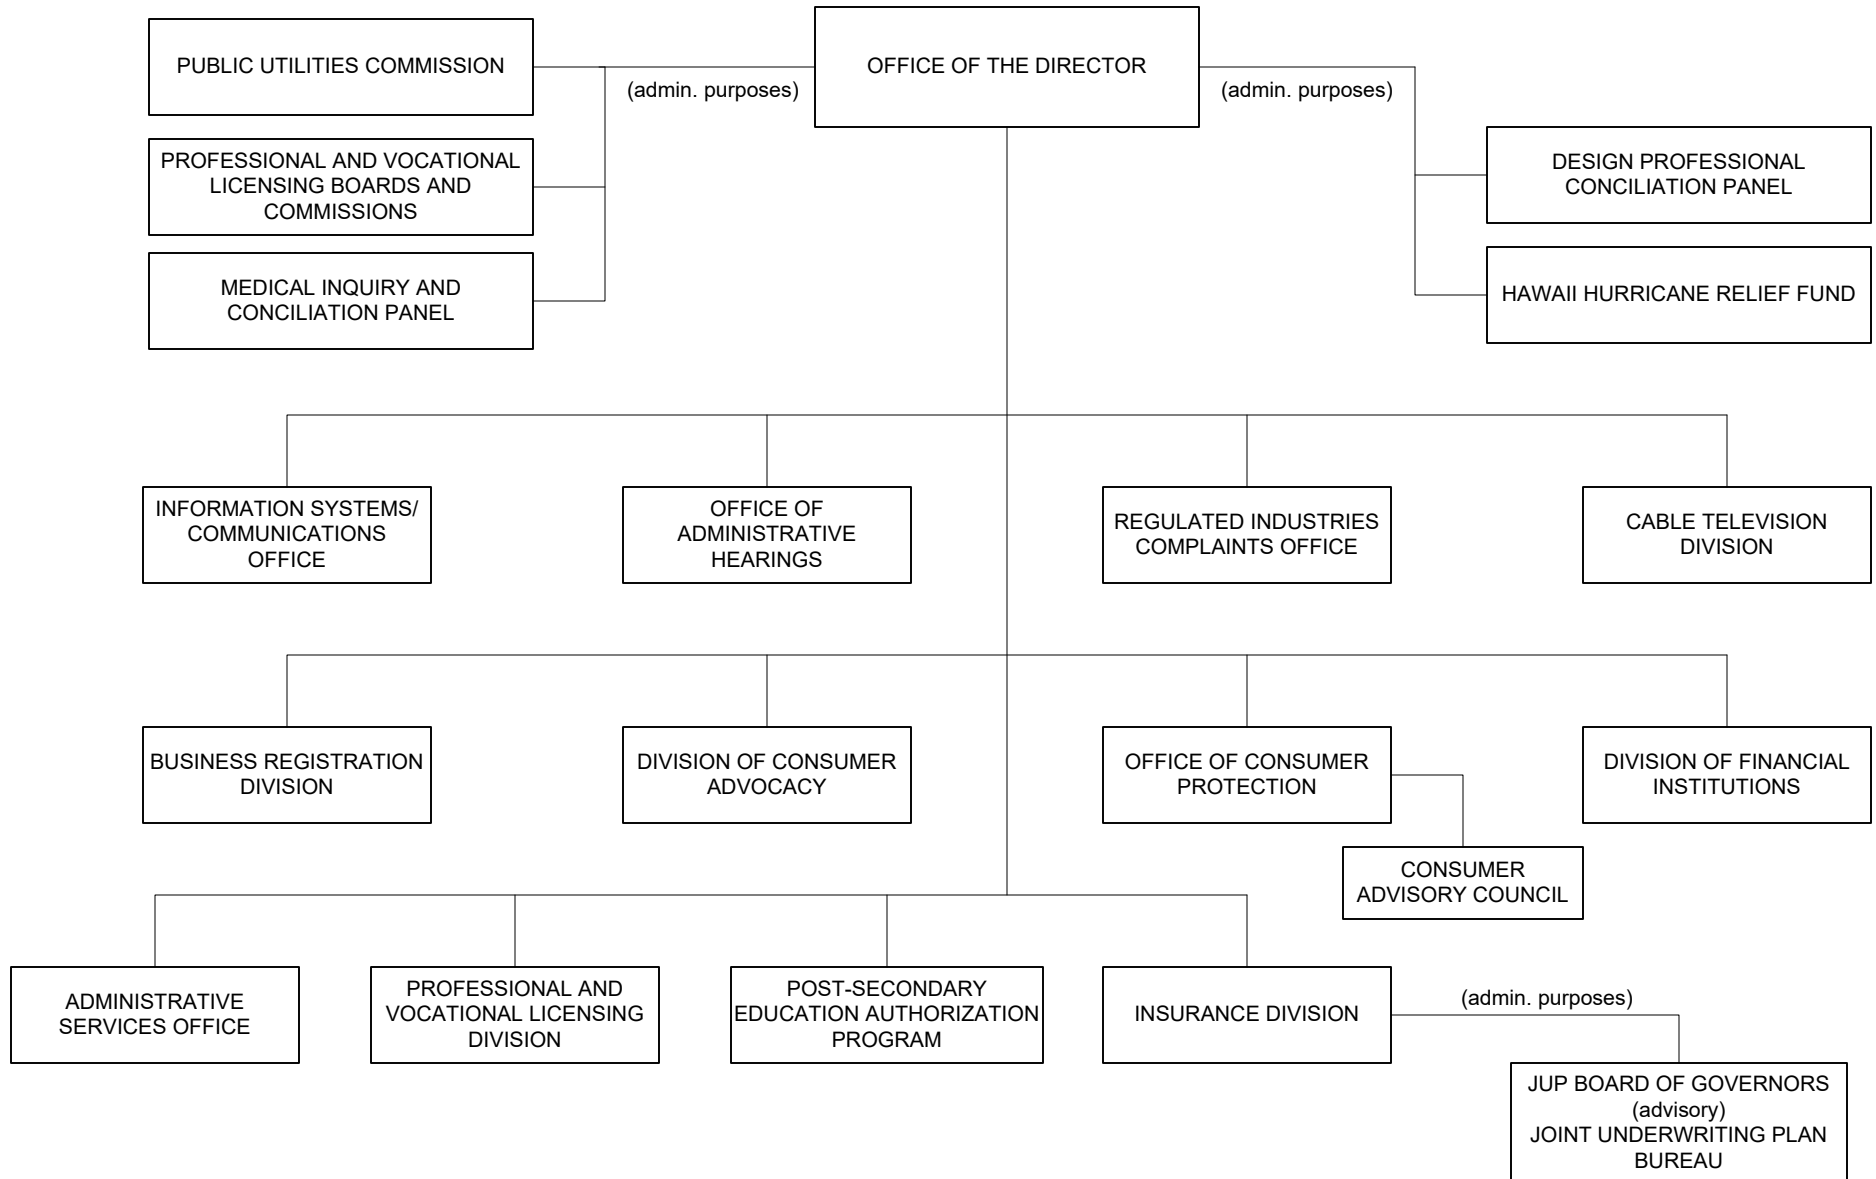 PUBLIC UTILITIES COMMISSION
OFFICE OF THE DIRECTOR
(admin. purposes)
(admin. purposes)
PROFESSIONAL AND VOCATIONAL
LICENSING BOARDS AND
COMMISSIONS
DESIGN PROFESSIONAL
CONCILIATION PANEL
MEDICAL INQUIRY AND
CONCILIATION PANEL
HAWAII HURRICANE RELIEF FUND
INFORMATION SYSTEMS/
COMMUNICATIONS
OFFICE
OFFICE OF
ADMINISTRATIVE
HEARINGS
REGULATED INDUSTRIES
COMPLAINTS OFFICE
CABLE TELEVISION
DIVISION
BUSINESS REGISTRATION
DIVISION
DIVISION OF CONSUMER
ADVOCACY
OFFICE OF CONSUMER
PROTECTION
DIVISION OF FINANCIAL
INSTITUTIONS
CONSUMER
ADVISORY COUNCIL
ADMINISTRATIVE
SERVICES OFFICE
PROFESSIONAL AND
VOCATIONAL LICENSING
DIVISION
POST-SECONDARY
EDUCATION AUTHORIZATION
PROGRAM
INSURANCE DIVISION
(admin. purposes)
JUP BOARD OF GOVERNORS
(advisory)
JOINT UNDERWRITING PLAN
BUREAU